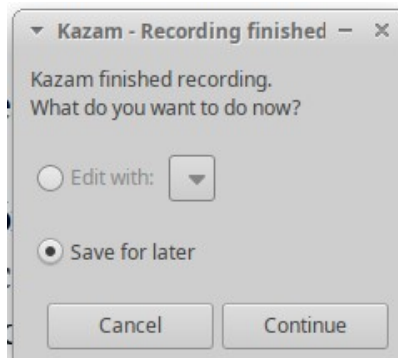 Kazam - Recording finished
Kazam finished recording.
What do you want to do now?
Edit with:
Save for later
Cancel
Continue